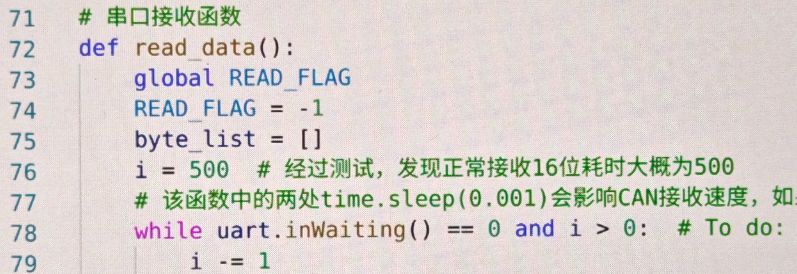 71 # 串口接收函数
72 def read_data():
73 global READ_FLAG
74 READ_FLAG = -1
75 byte_list = []
76 i = 500 # 经过测试，发现正常接收16位耗时大概为500
77 # 该函数中的两处time.sleep(0.001)会影响CAN接收速度，如
78 while uart.inWaiting() == 0 and i > 0: # To do:
79 i -= 1